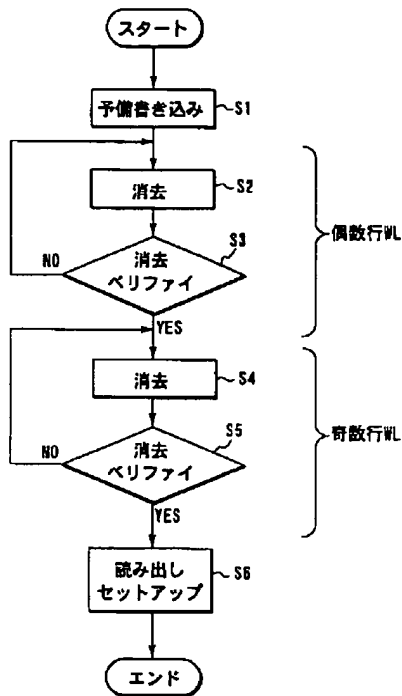 スタート
予備書き込み
S1
消去
S2
偶数行WL
S3
消去
ベリファイ
NO
YES
消去
S4
奇数行WL
S5
消去
ベリファイ
NO
YES
読み出し
セットアップ
S6
エンド